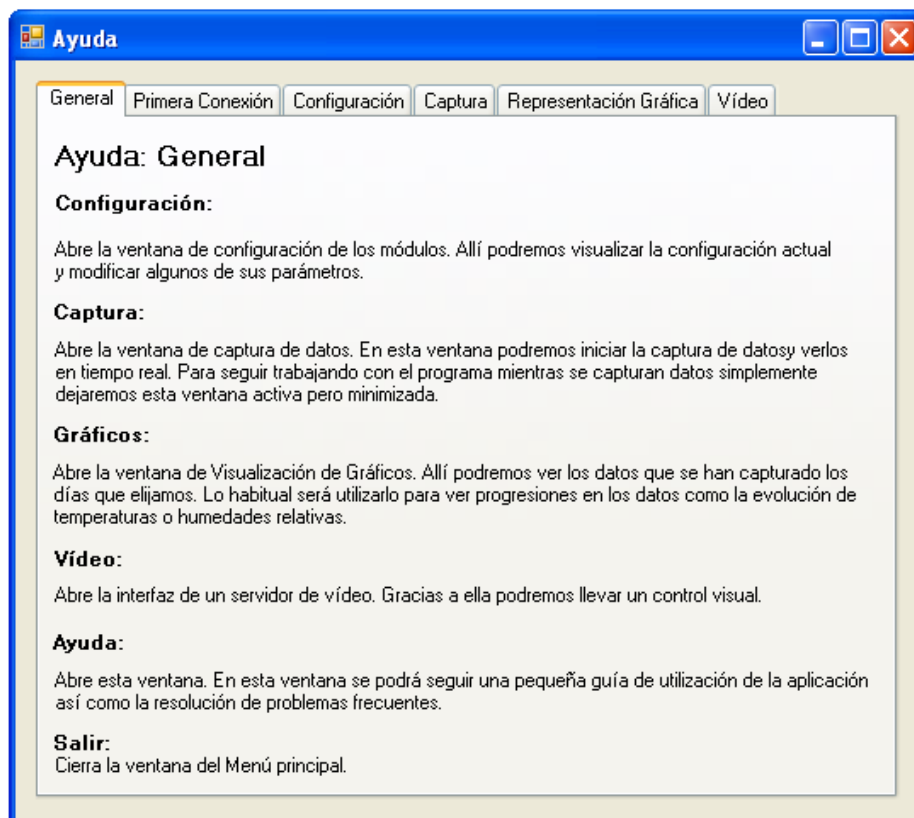 Ayuda
General Primera Conexión Configuración Captura Representación Gráfica Vídeo
Ayuda: General
Configuración:
Abre la ventana de configuración de los módulos. Allí podremos visualizar la configuración actual
y modificar algunos de sus parámetros.
Captura:
Abre la ventana de captura de datos. En esta ventana podremos iniciar la captura de datosy verlos
en tiempo real. Para seguir trabajando con el programa mientras se capturan datos simplemente
dejaremos esta ventana activa pero minimizada.
Gráficos:
Abre la ventana de Visualización de Gráficos. Allí podremos ver los datos que se han capturado los
días que elijamos. Lo habitual será utilizarlo para ver progresiones en los datos como la evolución de
temperaturas o humedades relativas.
Vídeo:
Abre la interfaz de un servidor de vídeo. Gracias a ella podremos llevar un control visual.
Ayuda:
Abre esta ventana. En esta ventana se podrá seguir una pequeña guía de utilización de la aplicación
así como la resolución de problemas frecuentes.
Salir:
Cierra la ventana del Menú principal.